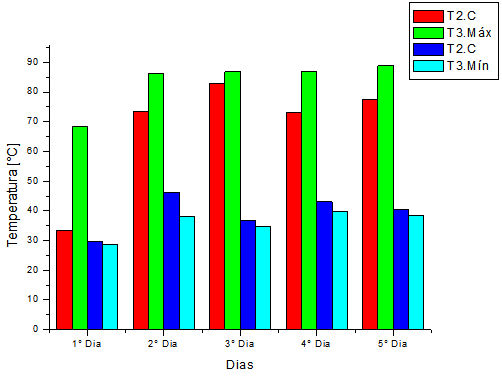 T2.C
T3.Máx
T2.C
T3.Mín
Temperatura [°C]
90
80
70
60
50
40
30
20
10
0
1° Dia 2° Dia 3° Dia 4° Dia 5° Dia
Dias